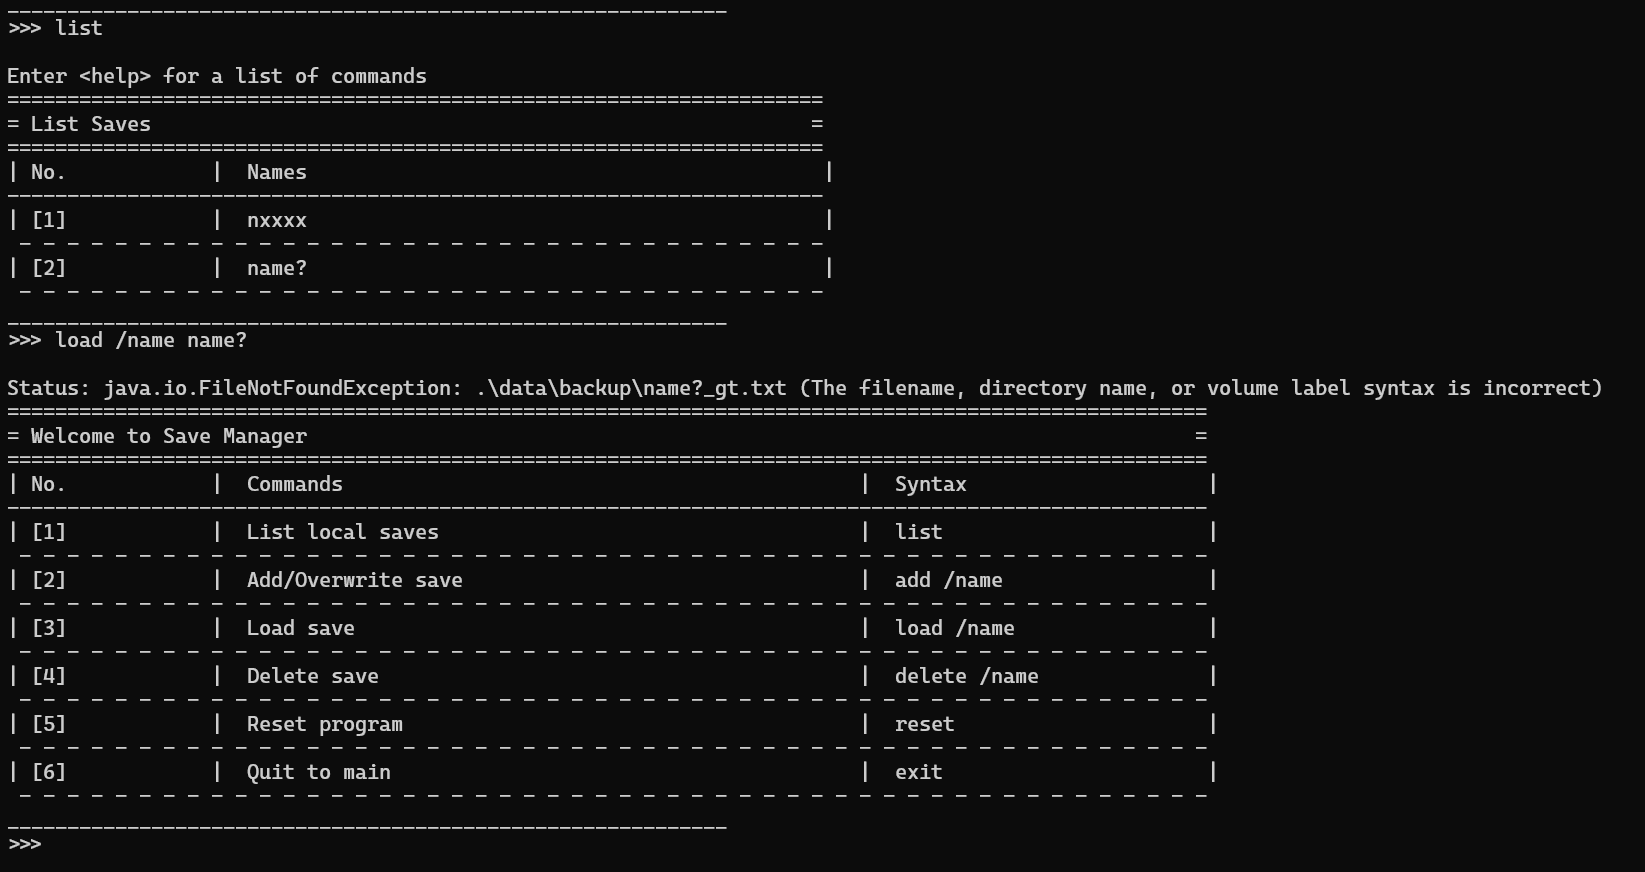 ____________________________________________________________
>>> list
Enter <help> for a list of commands
====================================================================
= List Saves                                                       =
====================================================================
| No.            |  Names                                           |
--------------------------------------------------------------------
| [1]            |  nxxxx                                           |
 - - - - - - - - - - - - - - - - - - - - - - - - - - - - - - - - - -
| [2]            |  name?                                           |
 - - - - - - - - - - - - - - - - - - - - - - - - - - - - - - - - - -
____________________________________________________________
>>> load /name name?
Status: java.io.FileNotFoundException: .\data\backup\name?_gt.txt (The filename, directory name, or volume label syntax is incorrect)
====================================================================================================
= Welcome to Save Manager                                                                          =
====================================================================================================
| No.            |  Commands                                           |  Syntax                    |
----------------------------------------------------------------------------------------------------
| [1]            |  List local saves                                   |  list                      |
 - - - - - - - - - - - - - - - - - - - - - - - - - - - - - - - - - - - - - - - - - - - - - - - - - -
| [2]            |  Add/Overwrite save                                 |  add /name                 |
 - - - - - - - - - - - - - - - - - - - - - - - - - - - - - - - - - - - - - - - - - - - - - - - - - -
| [3]            |  Load save                                          |  load /name                |
 - - - - - - - - - - - - - - - - - - - - - - - - - - - - - - - - - - - - - - - - - - - - - - - - - -
| [4]            |  Delete save                                        |  delete /name              |
 - - - - - - - - - - - - - - - - - - - - - - - - - - - - - - - - - - - - - - - - - - - - - - - - - -
| [5]            |  Reset program                                      |  reset                     |
 - - - - - - - - - - - - - - - - - - - - - - - - - - - - - - - - - - - - - - - - - - - - - - - - - -
| [6]            |  Quit to main                                       |  exit                      |
 - - - - - - - - - - - - - - - - - - - - - - - - - - - - - - - - - - - - - - - - - - - - - - - - - -
____________________________________________________________
>>>